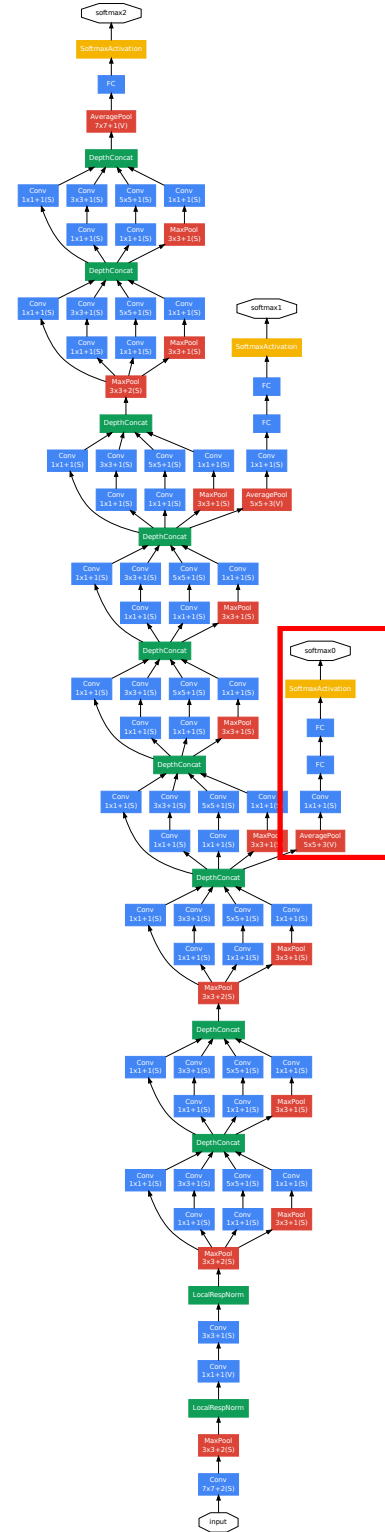 softmax2
SoftmaxActivation
FC
AveragePool
7x7+1(V)
DepthConcat
Conv Conv Conv Conv
1x1+1(S) 3x3+1(S) 5x5+1(S) 1x1+1(S)
Conv Conv MaxPool
1x1+1(S) 1x1+1(S) 3x3+1(S)
DepthConcat
softmax1
Conv Conv Conv Conv
1x1+1(S) 3x3+1(S) 5x5+1(S) 1x1+1(S)
Conv Conv MaxPool SoftmaxActivation
1x1+1(S) 1x1+1(S) 3x3+1(S)
MaxPool FC
3x3+2(S)
DepthConcat FC
Conv Conv Conv Conv Conv
1x1+1(S) 3x3+1(S) 5x5+1(S) 1x1+1(S) 1x1+1(S)
Conv Conv MaxPool AveragePool
1x1+1(S) 1x1+1(S) 3x3+1(S) 5x5+3(V)
DepthConcat
Conv Conv Conv Conv
1x1+1(S) 3x3+1(S) 5x5+1(S) 1x1+1(S)
Conv Conv MaxPool
1x1+1(S) 1x1+1(S) 3x3+1(S)
DepthConcat softmax0
Conv Conv Conv Conv SoftmaxActivation
1x1+1(S) 3x3+1(S) 5x5+1(S) 1x1+1(S)
Conv Conv MaxPool FC
1x1+1(S) 1x1+1(S) 3x3+1(S)
DepthConcat FC
Conv Conv Conv Conv Conv
1x1+1(S) 3x3+1(S) 5x5+1(S) 1x1+1(S) 1x1+1(S)
Conv Conv MaxPool AveragePool
1x1+1(S) 1x1+1(S) 3x3+1(S) 5x5+3(V)
DepthConcat
Conv Conv Conv Conv
1x1+1(S) 3x3+1(S) 5x5+1(S) 1x1+1(S)
Conv Conv MaxPool
1x1+1(S) 1x1+1(S) 3x3+1(S)
MaxPool
3x3+2(S)
DepthConcat
Conv Conv Conv Conv
1x1+1(S) 3x3+1(S) 5x5+1(S) 1x1+1(S)
Conv Conv MaxPool
1x1+1(S) 1x1+1(S) 3x3+1(S)
DepthConcat
Conv Conv Conv Conv
1x1+1(S) 3x3+1(S) 5x5+1(S) 1x1+1(S)
Conv Conv MaxPool
1x1+1(S) 1x1+1(S) 3x3+1(S)
MaxPool
3x3+2(S)
LocalRespNorm
Conv
3x3+1(S)
Conv
1x1+1(V)
LocalRespNorm
MaxPool
3x3+2(S)
Conv
7x7+2(S)
input